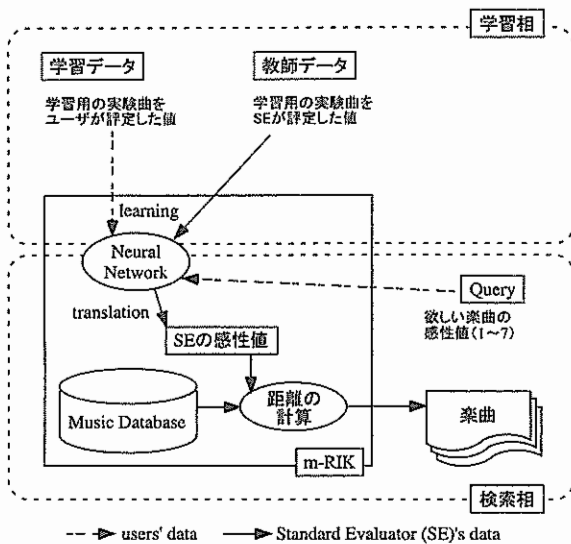 学習相
学習データ
教師データ
学習用の実験曲を
ユーザが評定した値
学習用の実験曲を
SEが評定した値
learning
Neural
Network
translation
Query
欲しい楽曲の
感性値(1~7)
SEの感性値
Music Database
距離の
計算
楽曲
m-RIK
検索相
users' data
Standard Evaluator (SE)'s data